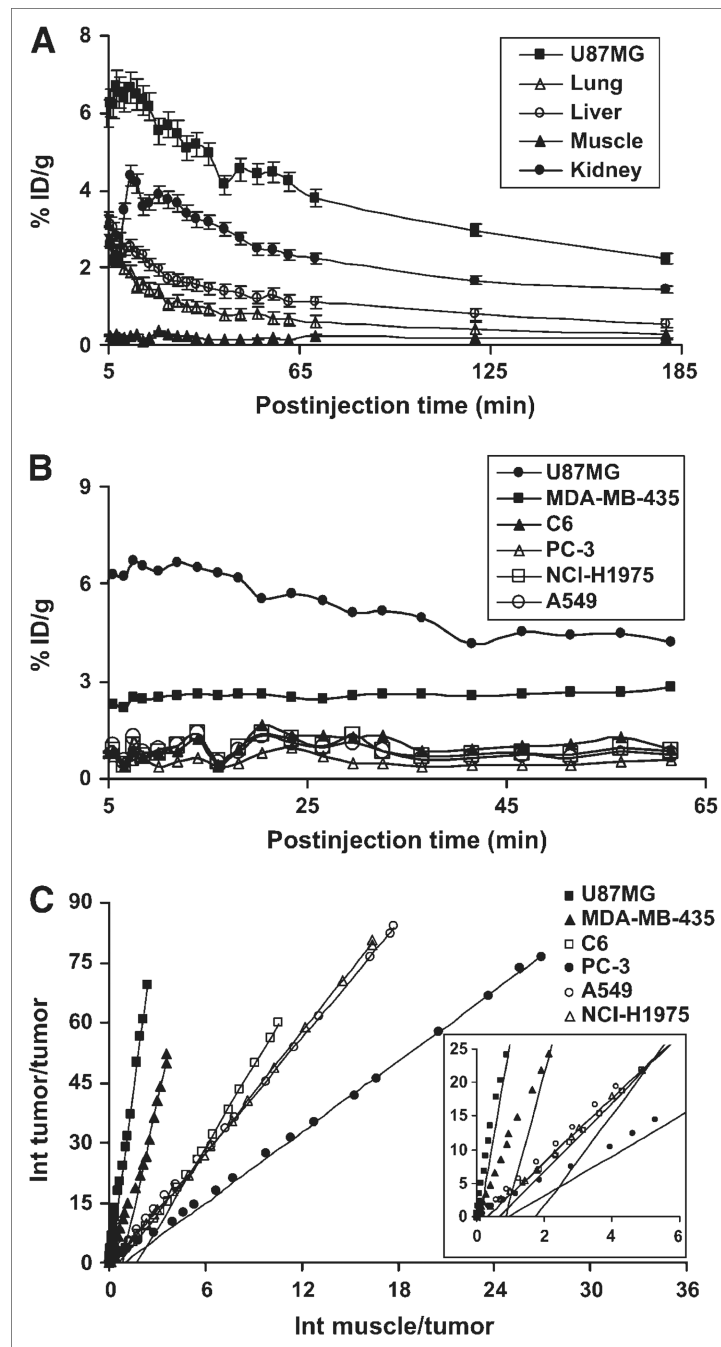 A
8
6
4
2
0
% ID/g
U87MG
Lung
Liver
Muscle
Kidney
5 65 125 185
Postinjection time (min)
B
9
6
3
0
% ID/g
U87MG
MDA-MB-435
C6
PC-3
NCI-H1975
A549
5 25 45 65
Postinjection time (min)
C
90
75
60
45
30
15
0
Int tumor/tumor
U87MG
MDA-MB-435
C6
PC-3
A549
NCI-H1975
25
20
15
10
5
0
0 2 4 6
0 6 12 18 24 30 36
Int muscle/tumor